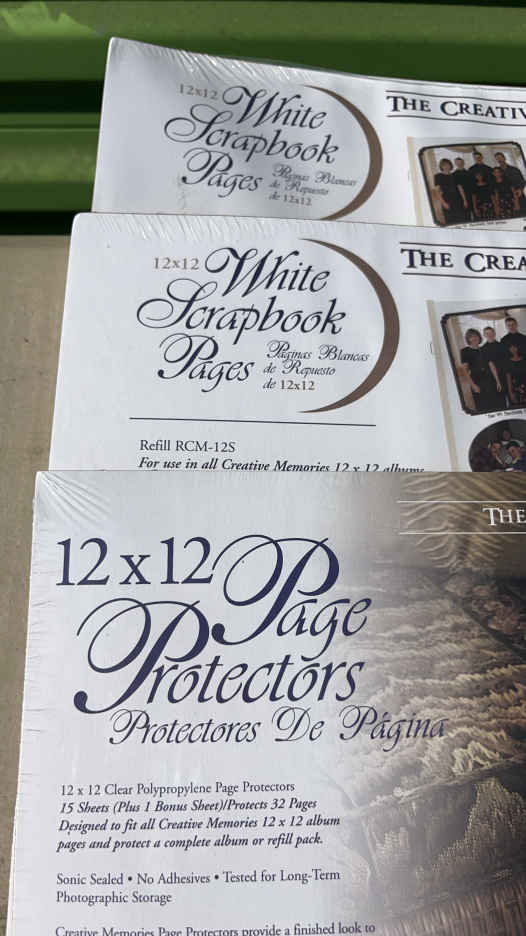 12x12 White
Scrapbook
Pages
Páginas Blancas
de Repuesto
de 12x12
THE CREATIV
12x12 White
Scrapbook
Pages
Páginas Blancas
de Repuesto
de 12x12
THE CREA
Refill RCM-12S
For use in all Creative Memories 12 x 12 albums
THE
12 x 12 Page
Protectors
Protectores De Página
12 x 12 Clear Polypropylene Page Protectors
15 Sheets (Plus 1 Bonus Sheet)/Protects 32 Pages
Designed to fit all Creative Memories 12 x 12 album
pages and protect a complete album or refill pack.
Sonic Sealed • No Adhesives • Tested for Long-Term
Photographic Storage
Creative Memories Page Protectors provide a finished look to